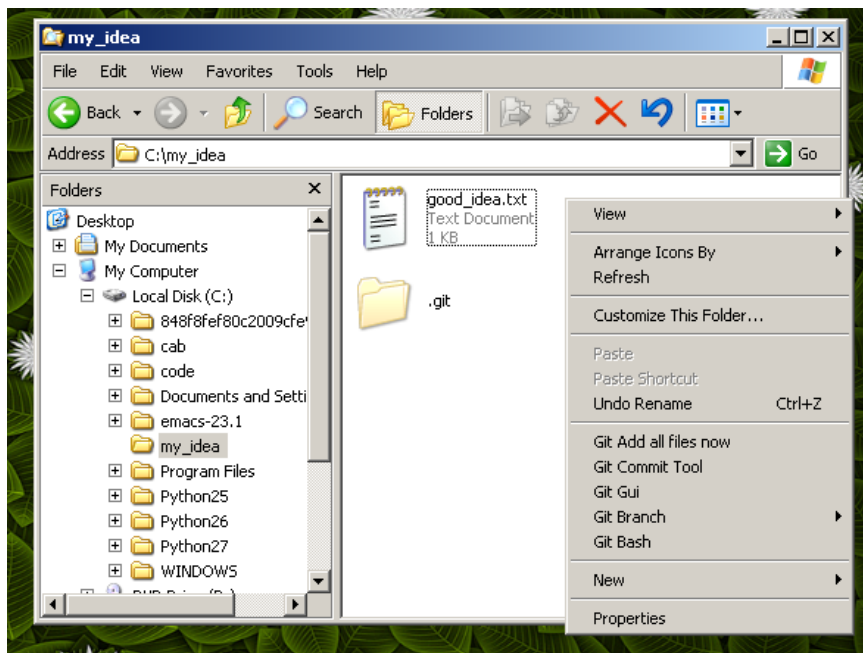 my_idea
File Edit View Favorites Tools Help
Back Search Folders
Address C:\my_idea Go
Folders x
Desktop
My Documents
My Computer
Local Disk (C:)
848f8fef80c2009cfe
cab
code
Documents and Setti
emacs-23.1
my_idea
Program Files
Python25
Python26
Python27
WINDOWS
good_idea.txt
Text Document
1 KB
.git
View
Arrange Icons By
Refresh
Customize This Folder...
Paste
Paste Shortcut
Undo Rename Ctrl+Z
Git Add all files now
Git Commit Tool
Git Gui
Git Branch
Git Bash
New
Properties